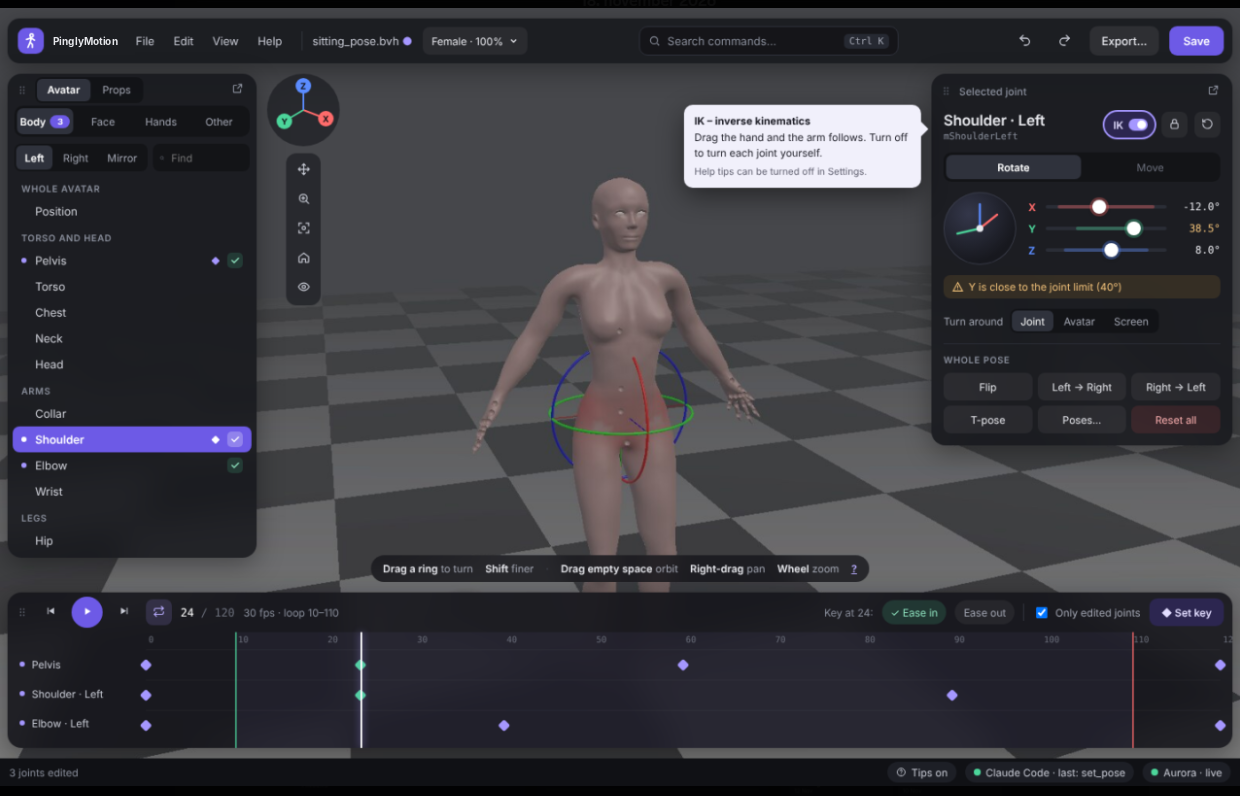 PinglyMotion File Edit View Help sitting_pose.bvh Female · 100% Search commands... Ctrl K Export... Save
Avatar Props
Body 3 Face Hands Other
Left Right Mirror Find
WHOLE AVATAR
Position
TORSO AND HEAD
Pelvis
Torso
Chest
Neck
Head
ARMS
Collar
Shoulder
Elbow
Wrist
LEGS
Hip
Z
Y X
IK – inverse kinematics
Drag the hand and the arm follows. Turn off
to turn each joint yourself.
Help tips can be turned off in Settings.
Selected joint
Shoulder · Left IK
mShoulderLeft
Rotate Move
X -12.0°
Y 38.5°
Z 8.0°
Y is close to the joint limit (40°)
Turn around Joint Avatar Screen
WHOLE POSE
Flip Left → Right Right → Left
T-pose Poses... Reset all
Drag a ring to turn Shift finer · Drag empty space orbit Right-drag pan Wheel zoom ?
24 / 120 30 fps · loop 10–110 Key at 24: ✓ Ease in Ease out Only edited joints ◆ Set key
0 10 20 30 40 50 60 70 80 90 100 110 12
Pelvis
Shoulder · Left
Elbow · Left
3 joints edited Tips on Claude Code · last: set_pose Aurora · live